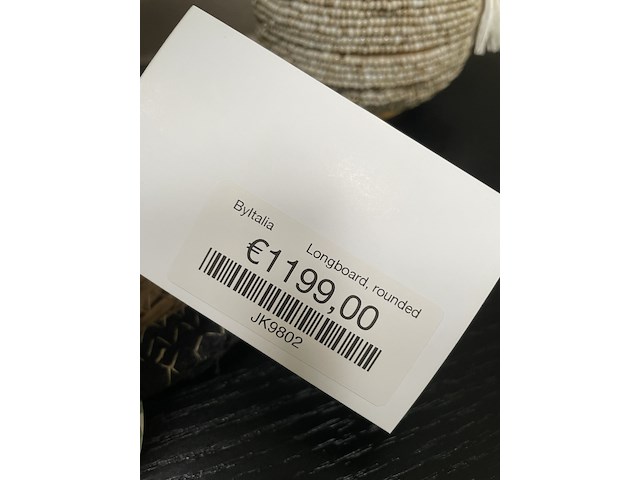 ByItalia
Longboard, rounded
€1199,00
JK9802